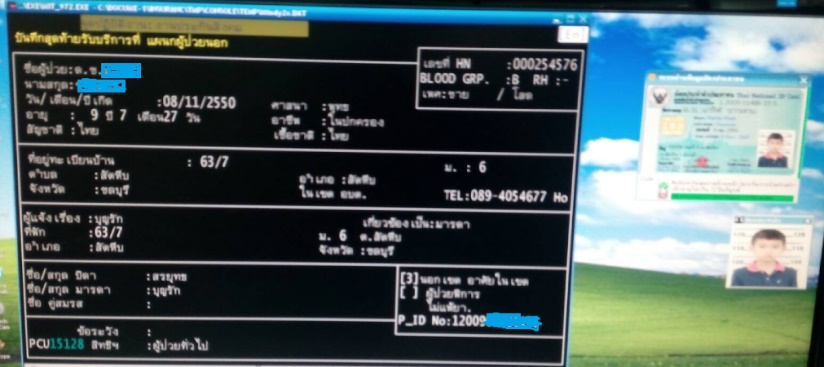 บันทึกสุดท้ายรับบริการที่ แผนกผู้ป่วยนอก
[En]
ชื่อผู้ป่วย:ด.ช.
นามสกุล:
วัน/เดือน/ปีเกิด :08/11/2550
อายุ : 9 ปี 7 เดือน27 วัน
สัญชาติ :ไทย
ศาสนา :พุทธ
อาชีพ :ในปกครอง
เชื้อชาติ :ไทย
เลขที่ HN :000254576
BLOOD GRP. :B RH :-
เพศ:ชาย / โสด
ที่อยู่ทะเบียนบ้าน : 63/7
ม. : 6
ตำบล :สัตหีบ
อำเภอ :สัตหีบ
จังหวัด :ชลบุรี
ในเขต อบต.
TEL:089-4054677 Ho
ผู้แจ้งเรื่อง :บุญรัก
เกี่ยวข้องเป็น:มารดา
ที่พัก :63/7
ม. 6 ต.สัตหีบ
อำเภอ :สัตหีบ
จังหวัด :ชลบุรี
ชื่อ/สกุล บิดา :สรยุทธ
ชื่อ/สกุล มารดา :บุญรัก
ชื่อ คู่สมรส :
[3]นอกเขต อาศัยในเขต
[ ] ผู้ป่วยพิการ
ไม่แพ้ยา.
P_ID No:12009
ข้อระวัง :
PCU15128 สิทธิฯ :ผู้ป่วยทั่วไป